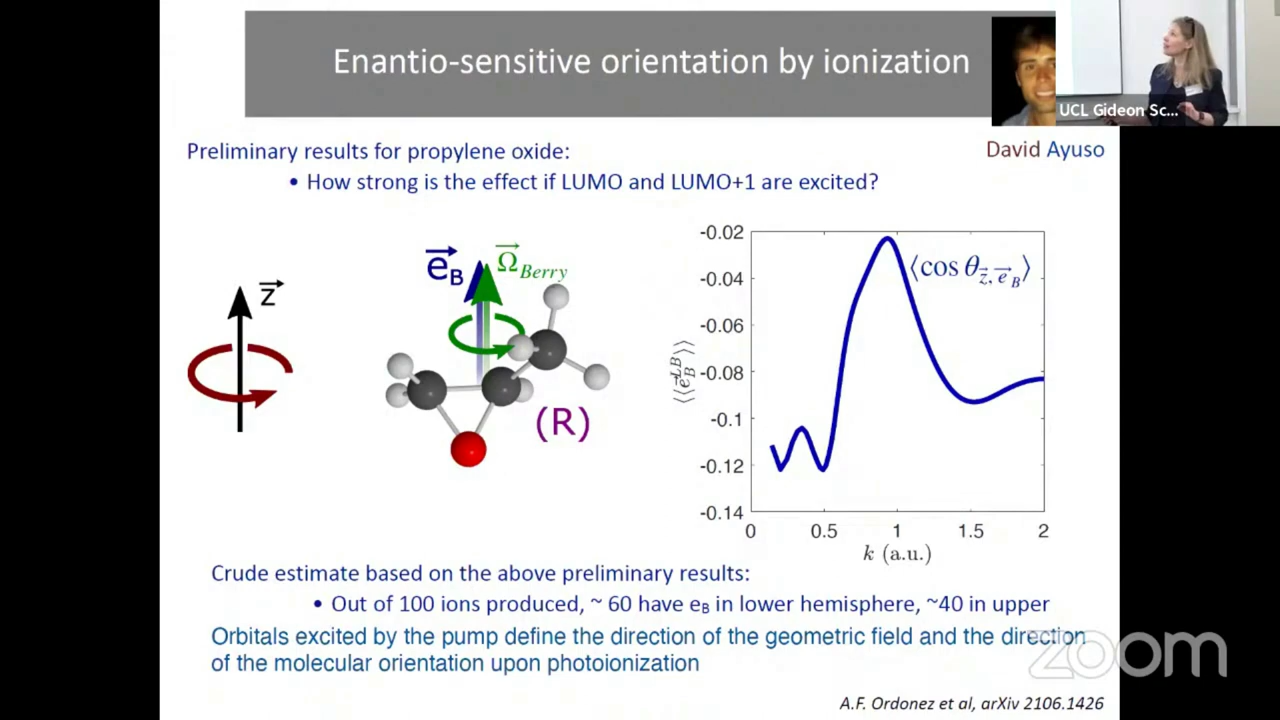 Enantio-sensitive orientation by ionization
UCL Gideon Sc...
Preliminary results for propylene oxide:
David Ayuso
• How strong is the effect if LUMO and LUMO+1 are excited?
z
e_B
Ω_Berry
(R)
⟨cos θ_{z, e_B}⟩
⟨⟨e_B^{LB}⟩⟩
-0.02
-0.04
-0.06
-0.08
-0.1
-0.12
-0.14
0 0.5 1 1.5 2
k (a.u.)
Crude estimate based on the above preliminary results:
• Out of 100 ions produced, ~ 60 have e_B in lower hemisphere, ~40 in upper
Orbitals excited by the pump define the direction of the geometric field and the direction
of the molecular orientation upon photoionization
zoom
A.F. Ordonez et al, arXiv 2106.1426